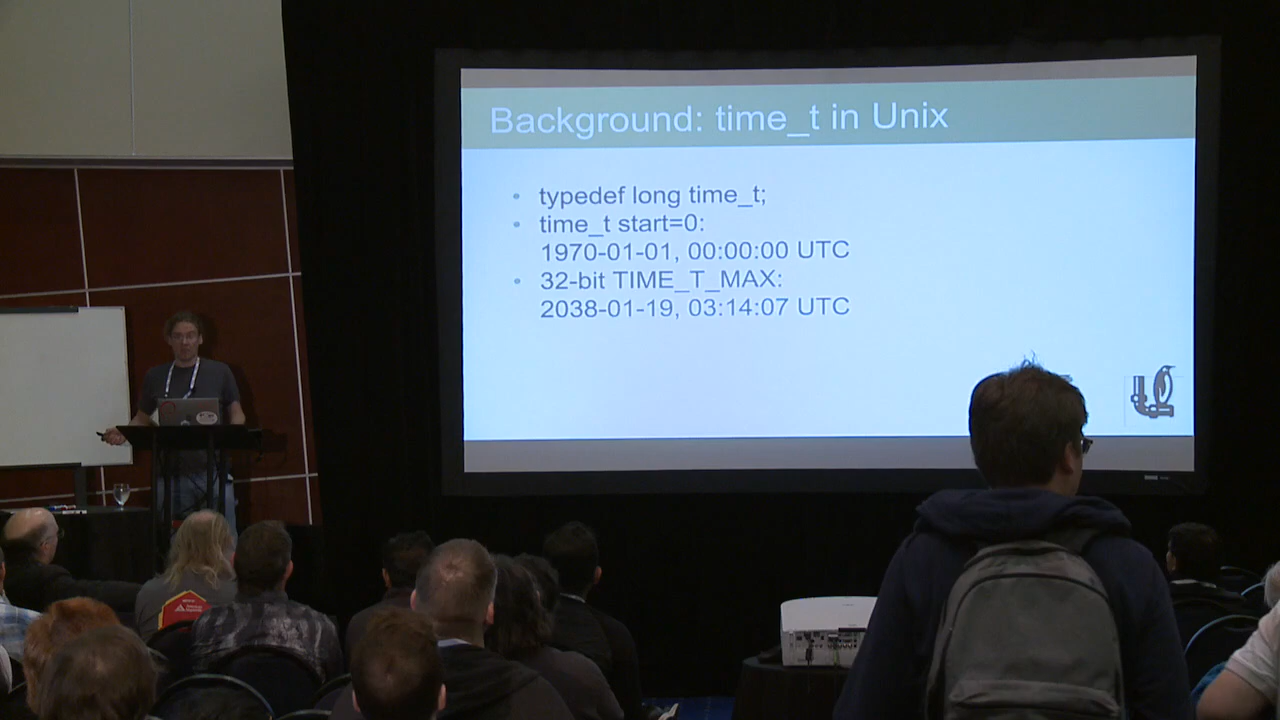 Background: time_t in Unix
• typedef long time_t;
• time_t start=0:
1970-01-01, 00:00:00 UTC
• 32-bit TIME_T_MAX:
2038-01-19, 03:14:07 UTC